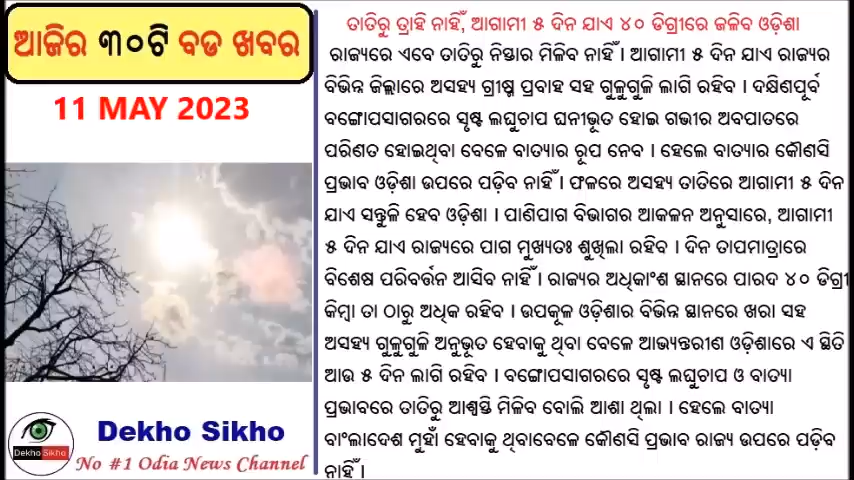 ଆଜିର ୩୦ଟି ବଡ ଖବର
11 MAY 2023
Dekho Sikho
Dekho Sikho
No #1 Odia News Channel
ତାତିରୁ ତ୍ରାହି ନାହିଁ, ଆଗାମୀ ୫ ଦିନ ଯାଏ ୪୦ ଡିଗ୍ରୀରେ ଜଳିବ ଓଡ଼ିଶା
ରାଜ୍ୟରେ ଏବେ ତାତିରୁ ନିସ୍ତାର ମିଳିବ ନାହିଁ । ଆଗାମୀ ୫ ଦିନ ଯାଏ ରାଜ୍ୟର
ବିଭିନ୍ନ ଜିଲ୍ଲାରେ ଅସହ୍ୟ ଗ୍ରୀଷ୍ମ ପ୍ରବାହ ସହ ଗୁଳୁଗୁଳି ଲାଗି ରହିବ । ଦକ୍ଷିଣପୂର୍ବ
ବଙ୍ଗୋପସାଗରରେ ସୃଷ୍ଟ ଲଘୁଚାପ ଘନୀଭୂତ ହୋଇ ଗଭୀର ଅବପାତରେ
ପରିଣତ ହୋଇଥିବା ବେଳେ ବାତ୍ୟାର ରୂପ ନେବ । ହେଲେ ବାତ୍ୟାର କୌଣସି
ପ୍ରଭାବ ଓଡ଼ିଶା ଉପରେ ପଡ଼ିବ ନାହିଁ । ଫଳରେ ଅସହ୍ୟ ତାତିରେ ଆଗାମୀ ୫ ଦିନ
ଯାଏ ସନ୍ତୁଳି ହେବ ଓଡ଼ିଶା । ପାଣିପାଗ ବିଭାଗର ଆକଳନ ଅନୁସାରେ, ଆଗାମୀ
୫ ଦିନ ଯାଏ ରାଜ୍ୟରେ ପାଗ ମୁଖ୍ୟତଃ ଶୁଖିଲା ରହିବ । ଦିନ ତାପମାତ୍ରାରେ
ବିଶେଷ ପରିବର୍ତ୍ତନ ଆସିବ ନାହିଁ । ରାଜ୍ୟର ଅଧିକାଂଶ ସ୍ଥାନରେ ପାରଦ ୪୦ ଡିଗ୍ରୀ
କିମ୍ବା ତା ଠାରୁ ଅଧିକ ରହିବ । ଉପକୂଳ ଓଡ଼ିଶାର ବିଭିନ୍ନ ସ୍ଥାନରେ ଖରା ସହ
ଅସହ୍ୟ ଗୁଳୁଗୁଳି ଅନୁଭୂତ ହେବାକୁ ଥିବା ବେଳେ ଆଭ୍ୟନ୍ତରୀଣ ଓଡ଼ିଶାରେ ଏ ସ୍ଥିତି
ଆଉ ୫ ଦିନ ଲାଗି ରହିବ । ବଙ୍ଗୋପସାଗରରେ ସୃଷ୍ଟ ଲଘୁଚାପ ଓ ବାତ୍ୟା
ପ୍ରଭାବରେ ତାତିରୁ ଆଶ୍ୱସ୍ତି ମିଳିବ ବୋଲି ଆଶା ଥିଲା । ହେଲେ ବାତ୍ୟା
ବାଂଲାଦେଶ ମୁହାଁ ହେବାକୁ ଥିବାବେଳେ କୌଣସି ପ୍ରଭାବ ରାଜ୍ୟ ଉପରେ ପଡ଼ିବ
ନାହିଁ ।